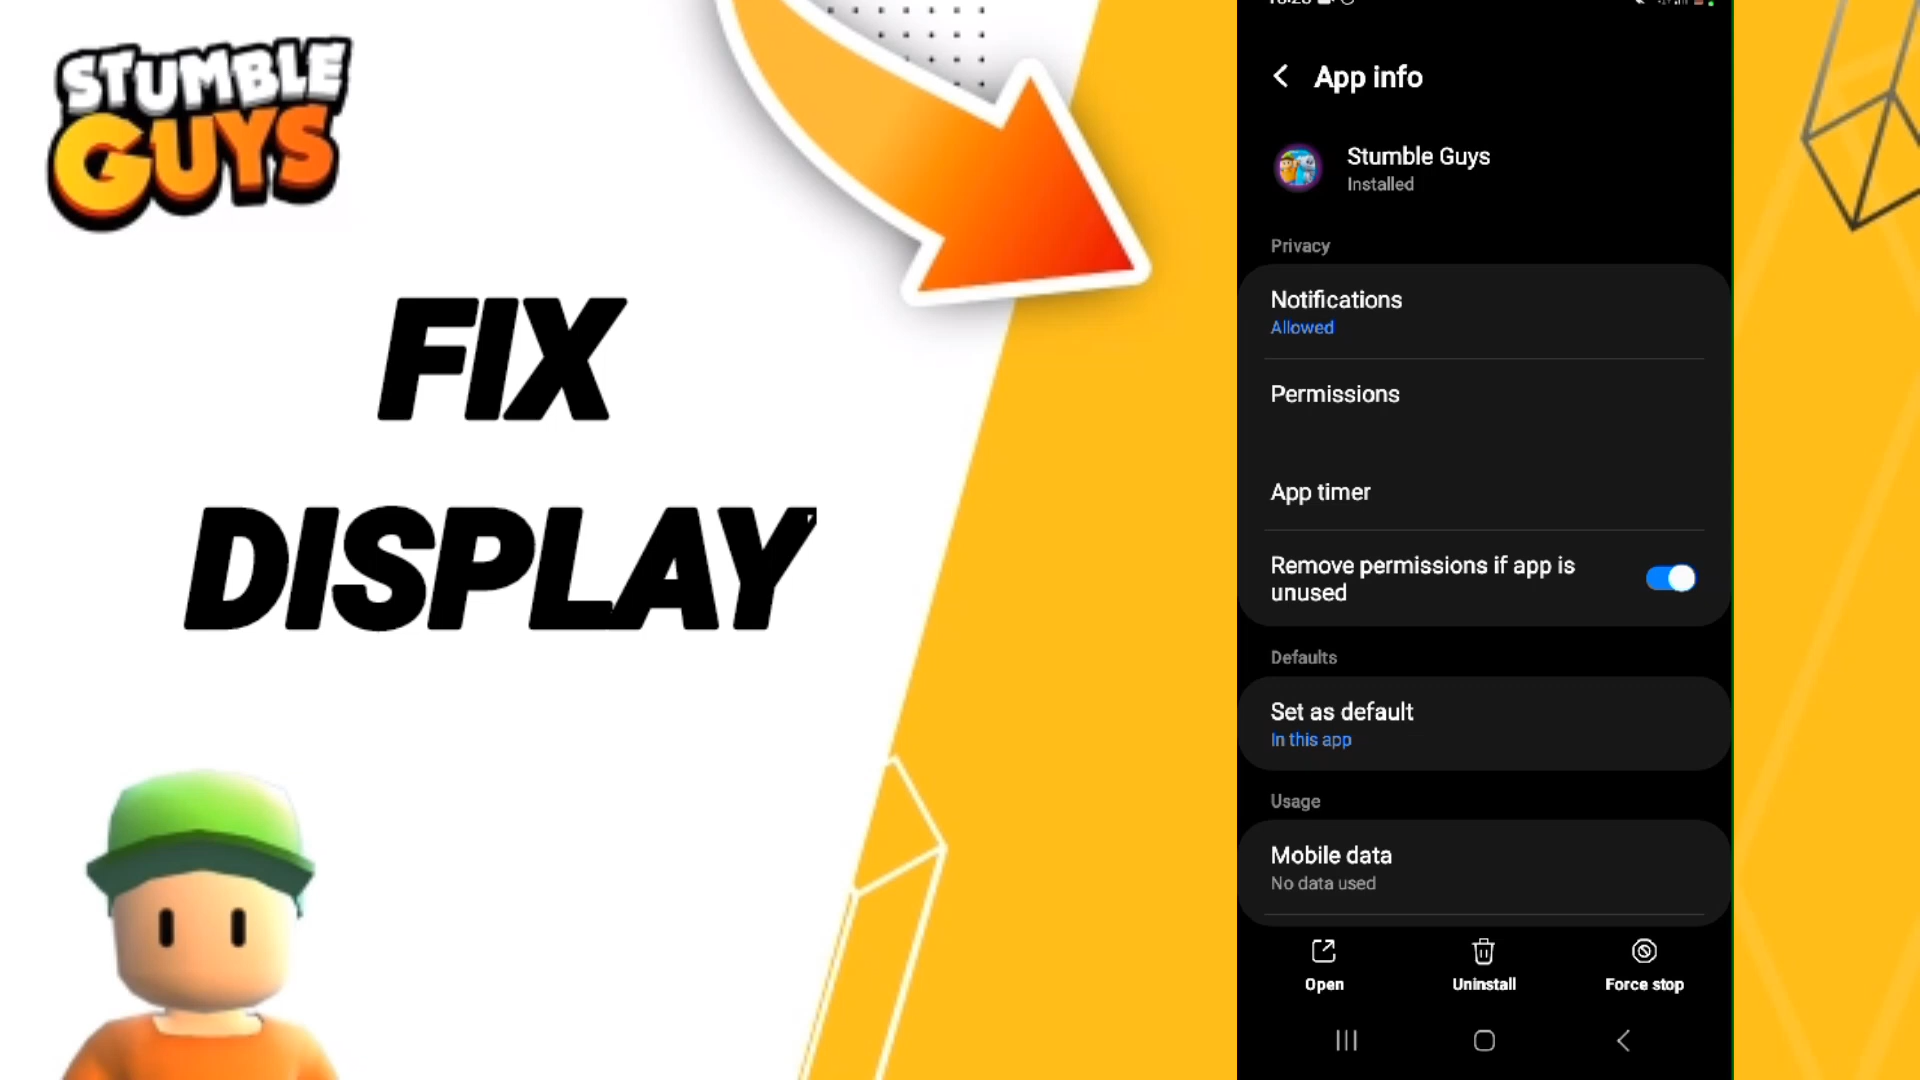 STUMBLE
GUYS
FIX
DISPLAY
App info
Stumble Guys
Installed
Privacy
Notifications
Allowed
Permissions
App timer
Remove permissions if app is
unused
Defaults
Set as default
In this app
Usage
Mobile data
No data used
Open
Uninstall
Force stop